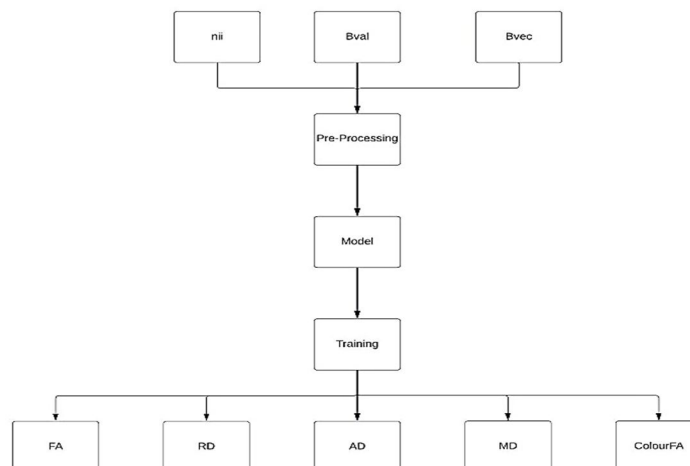 nii
Bval
Bvec
Pre-Processing
Model
Training
FA
RD
AD
MD
ColourFA